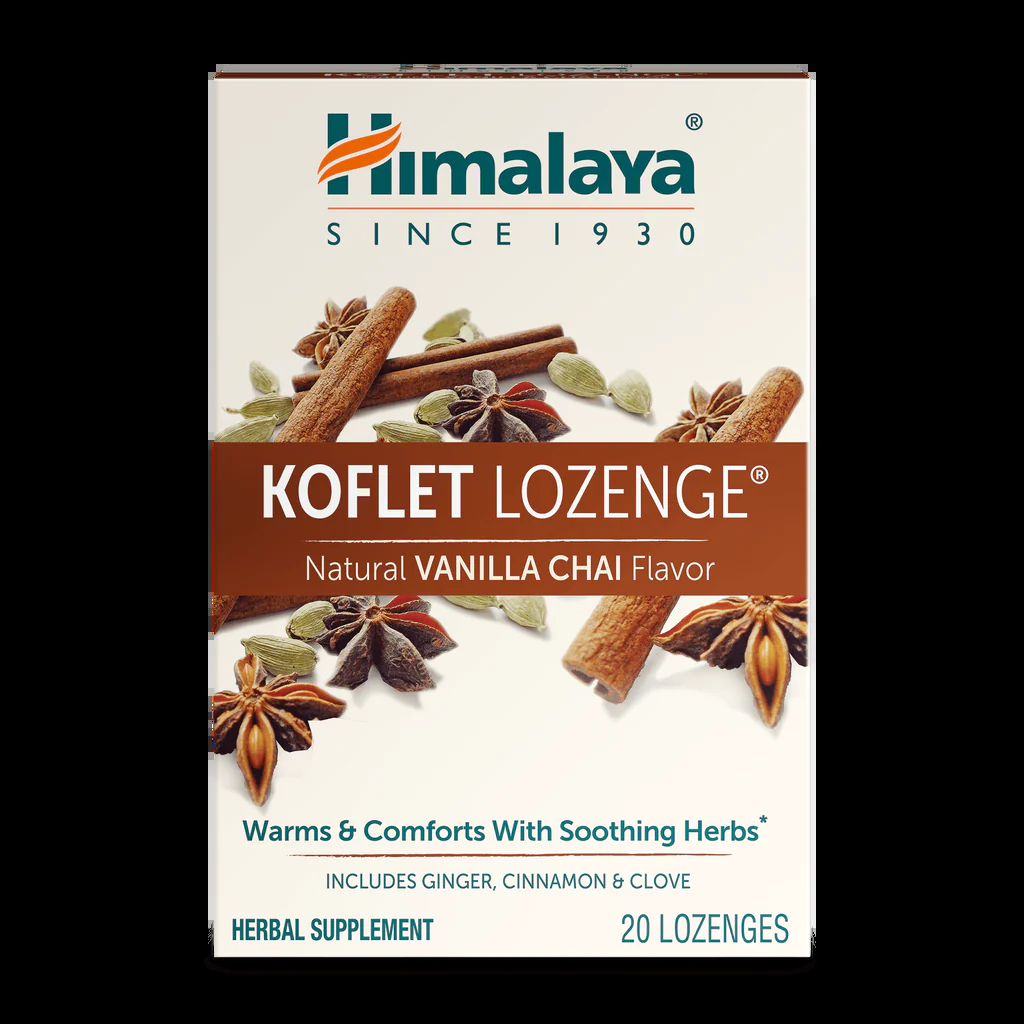 Himalaya®
SINCE 1930
KOFLET LOZENGE®
Natural VANILLA CHAI Flavor
Warms & Comforts With Soothing Herbs*
INCLUDES GINGER, CINNAMON & CLOVE
HERBAL SUPPLEMENT 20 LOZENGES